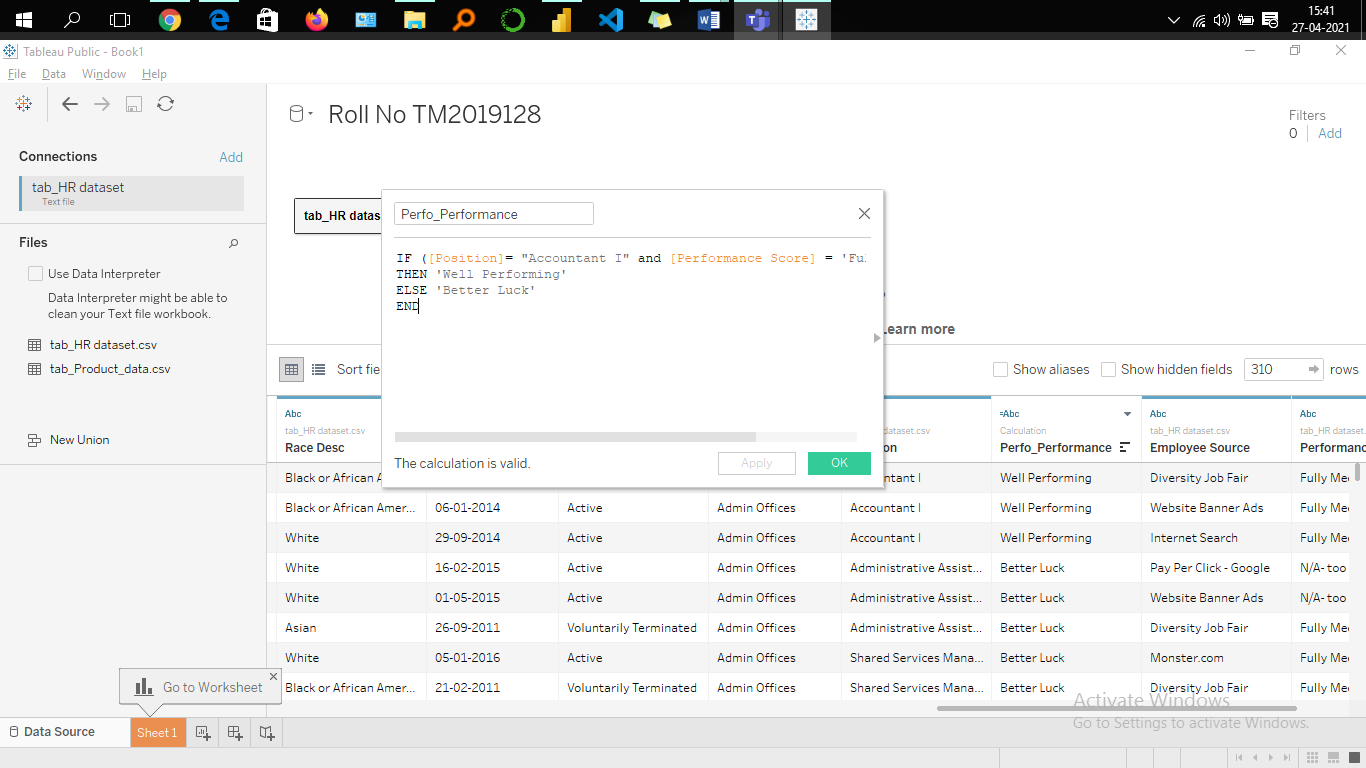 15:41
27-04-2021
Tableau Public - Book1
File Data Window Help
Connections Add
tab_HR dataset
Text file
Files
Use Data Interpreter
Data Interpreter might be able to
clean your Text file workbook.
tab_HR dataset.csv
tab_Product_data.csv
New Union
Roll No TM2019128
Filters
0 Add
tab_HR datas
Perfo_Performance
IF ([Position]= "Accountant I" and [Performance Score] = 'Ful
THEN 'Well Performing'
ELSE 'Better Luck'
END
The calculation is valid.
Apply OK
Learn more
Sort fie Show aliases Show hidden fields 310 rows
Abc =Abc Abc Abc
tab_HR dataset.csv dataset.csv Calculation tab_HR dataset.csv tab_HR dataset.
Race Desc on Perfo_Performance Employee Source Performanc
Black or African A ntant I Well Performing Diversity Job Fair Fully Me
Black or African Amer... 06-01-2014 Active Admin Offices Accountant I Well Performing Website Banner Ads Fully Me
White 29-09-2014 Active Admin Offices Accountant I Well Performing Internet Search Fully Me
White 16-02-2015 Active Admin Offices Administrative Assist... Better Luck Pay Per Click - Google N/A- too
White 01-05-2015 Active Admin Offices Administrative Assist... Better Luck Website Banner Ads N/A- too
Asian 26-09-2011 Voluntarily Terminated Admin Offices Administrative Assist... Better Luck Diversity Job Fair Fully Me
White 05-01-2016 Active Admin Offices Shared Services Mana... Better Luck Monster.com Fully Me
Black or African Amer... 21-02-2011 Voluntarily Terminated Admin Offices Shared Services Mana... Better Luck Diversity Job Fair Fully Me
Go to Worksheet
Activate Windows
Go to Settings to activate Windows.
Data Source Sheet 1